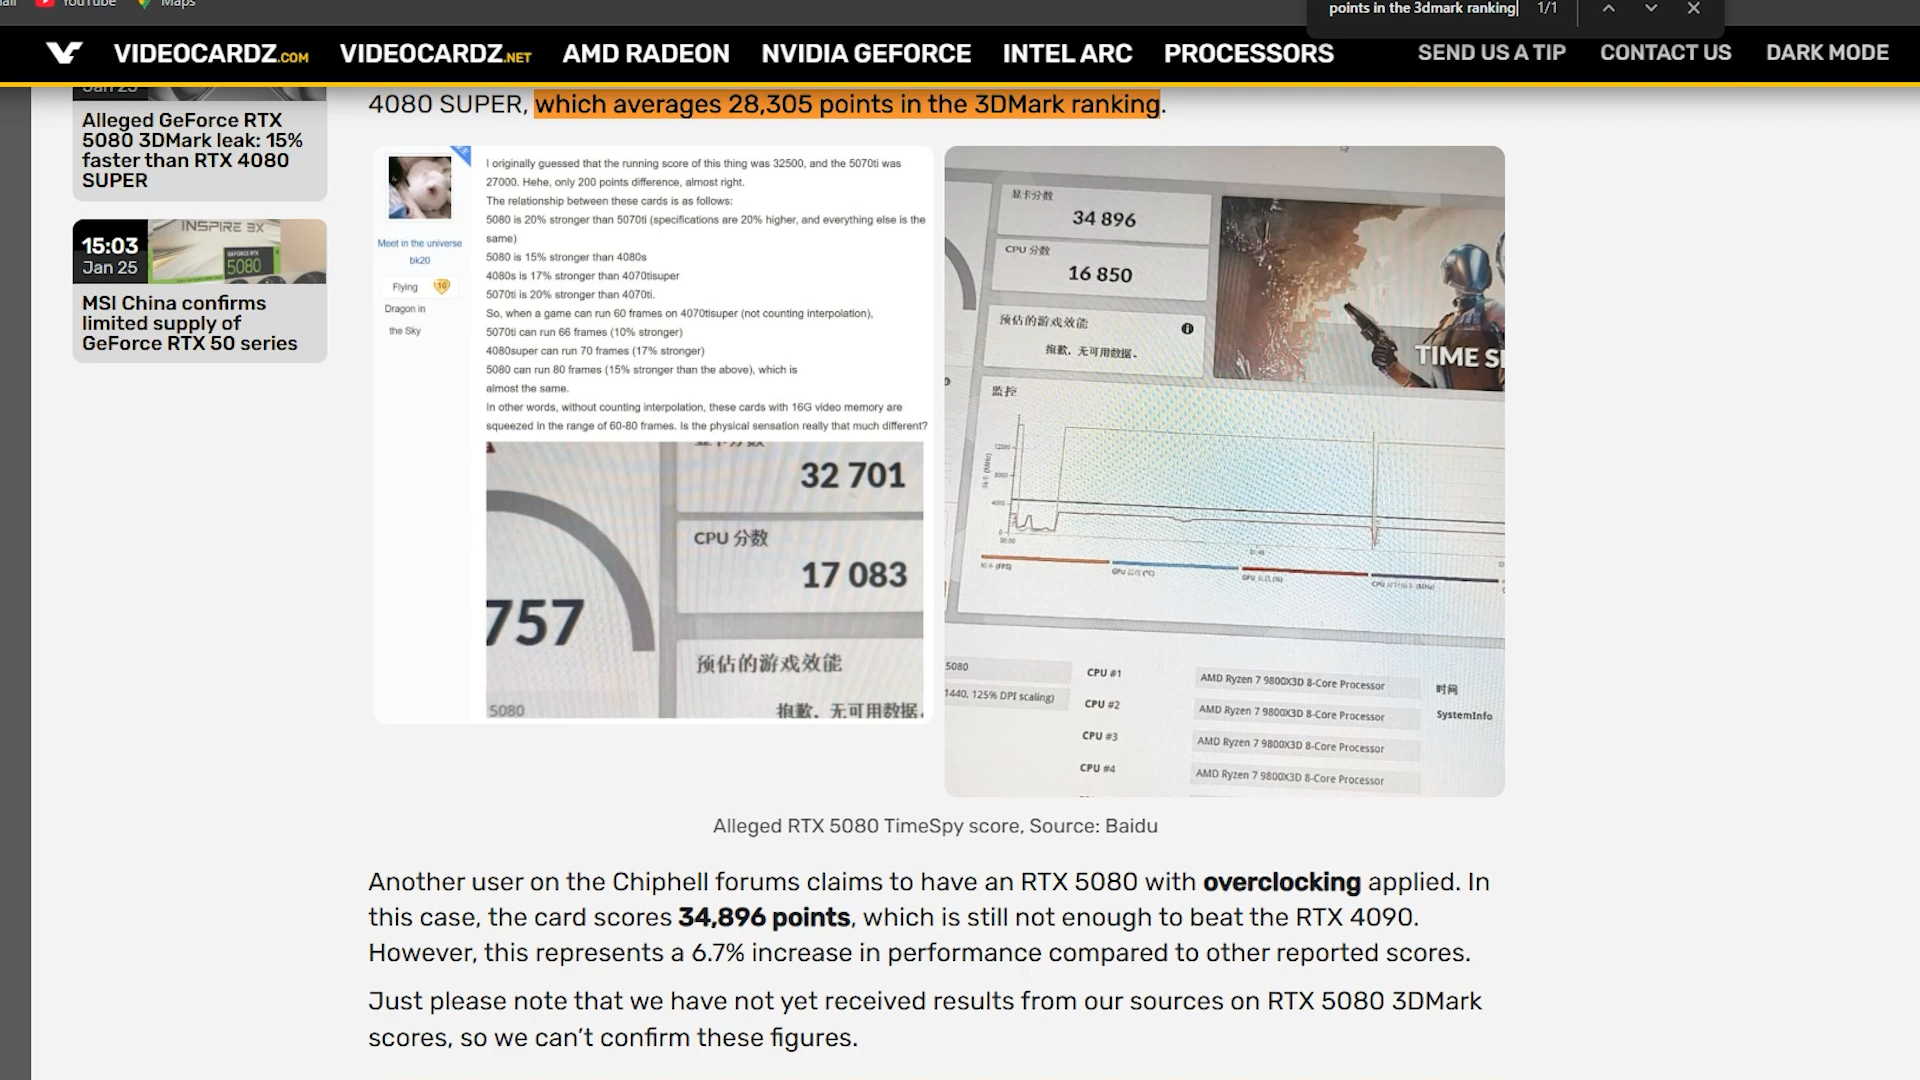 YouTube
Maps
points in the 3dmark ranking
1/1
VIDEOCARDZ.COM
VIDEOCARDZ.NET
AMD RADEON
NVIDIA GEFORCE
INTEL ARC
PROCESSORS
SEND US A TIP
CONTACT US
DARK MODE
Jan 25
Alleged GeForce RTX
5080 3DMark leak: 15%
faster than RTX 4080
SUPER
INSPIRE 3X
5080
15:03
Jan 25
MSI China confirms
limited supply of
GeForce RTX 50 series
4080 SUPER, which averages 28,305 points in the 3DMark ranking.
Meet in the universe
bk20
Flying
10
Dragon in
the Sky
I originally guessed that the running score of this thing was 32500, and the 5070ti was
27000. Hehe, only 200 points difference, almost right.
The relationship between these cards is as follows:
5080 is 20% stronger than 5070ti (specifications are 20% higher, and everything else is the
same)
5080 is 15% stronger than 4080s
4080s is 17% stronger than 4070tisuper
5070ti is 20% stronger than 4070ti.
So, when a game can run 60 frames on 4070tisuper (not counting interpolation),
5070ti can run 66 frames (10% stronger)
4080super can run 70 frames (17% stronger)
5080 can run 80 frames (15% stronger than the above), which is
almost the same.
In other words, without counting interpolation, these cards with 16G video memory are
squeezed in the range of 60-80 frames. Is the physical sensation really that much different?
32 701
CPU 分数
17 083
757
预估的游戏效能
抱歉，无可用数据.
5080
显卡分数
34 896
CPU 分数
16 850
预估的游戏效能
抱歉，无可用数据。
TIME S
监控
5080
1440, 125% DPI scaling)
CPU #1
AMD Ryzen 7 9800X3D 8-Core Processor
时间
CPU #2
AMD Ryzen 7 9800X3D 8-Core Processor
SystemInfo
CPU #3
AMD Ryzen 7 9800X3D 8-Core Processor
CPU #4
AMD Ryzen 7 9800X3D 8-Core Processor
Alleged RTX 5080 TimeSpy score, Source: Baidu
Another user on the Chiphell forums claims to have an RTX 5080 with overclocking applied. In
this case, the card scores 34,896 points, which is still not enough to beat the RTX 4090.
However, this represents a 6.7% increase in performance compared to other reported scores.
Just please note that we have not yet received results from our sources on RTX 5080 3DMark
scores, so we can’t confirm these figures.